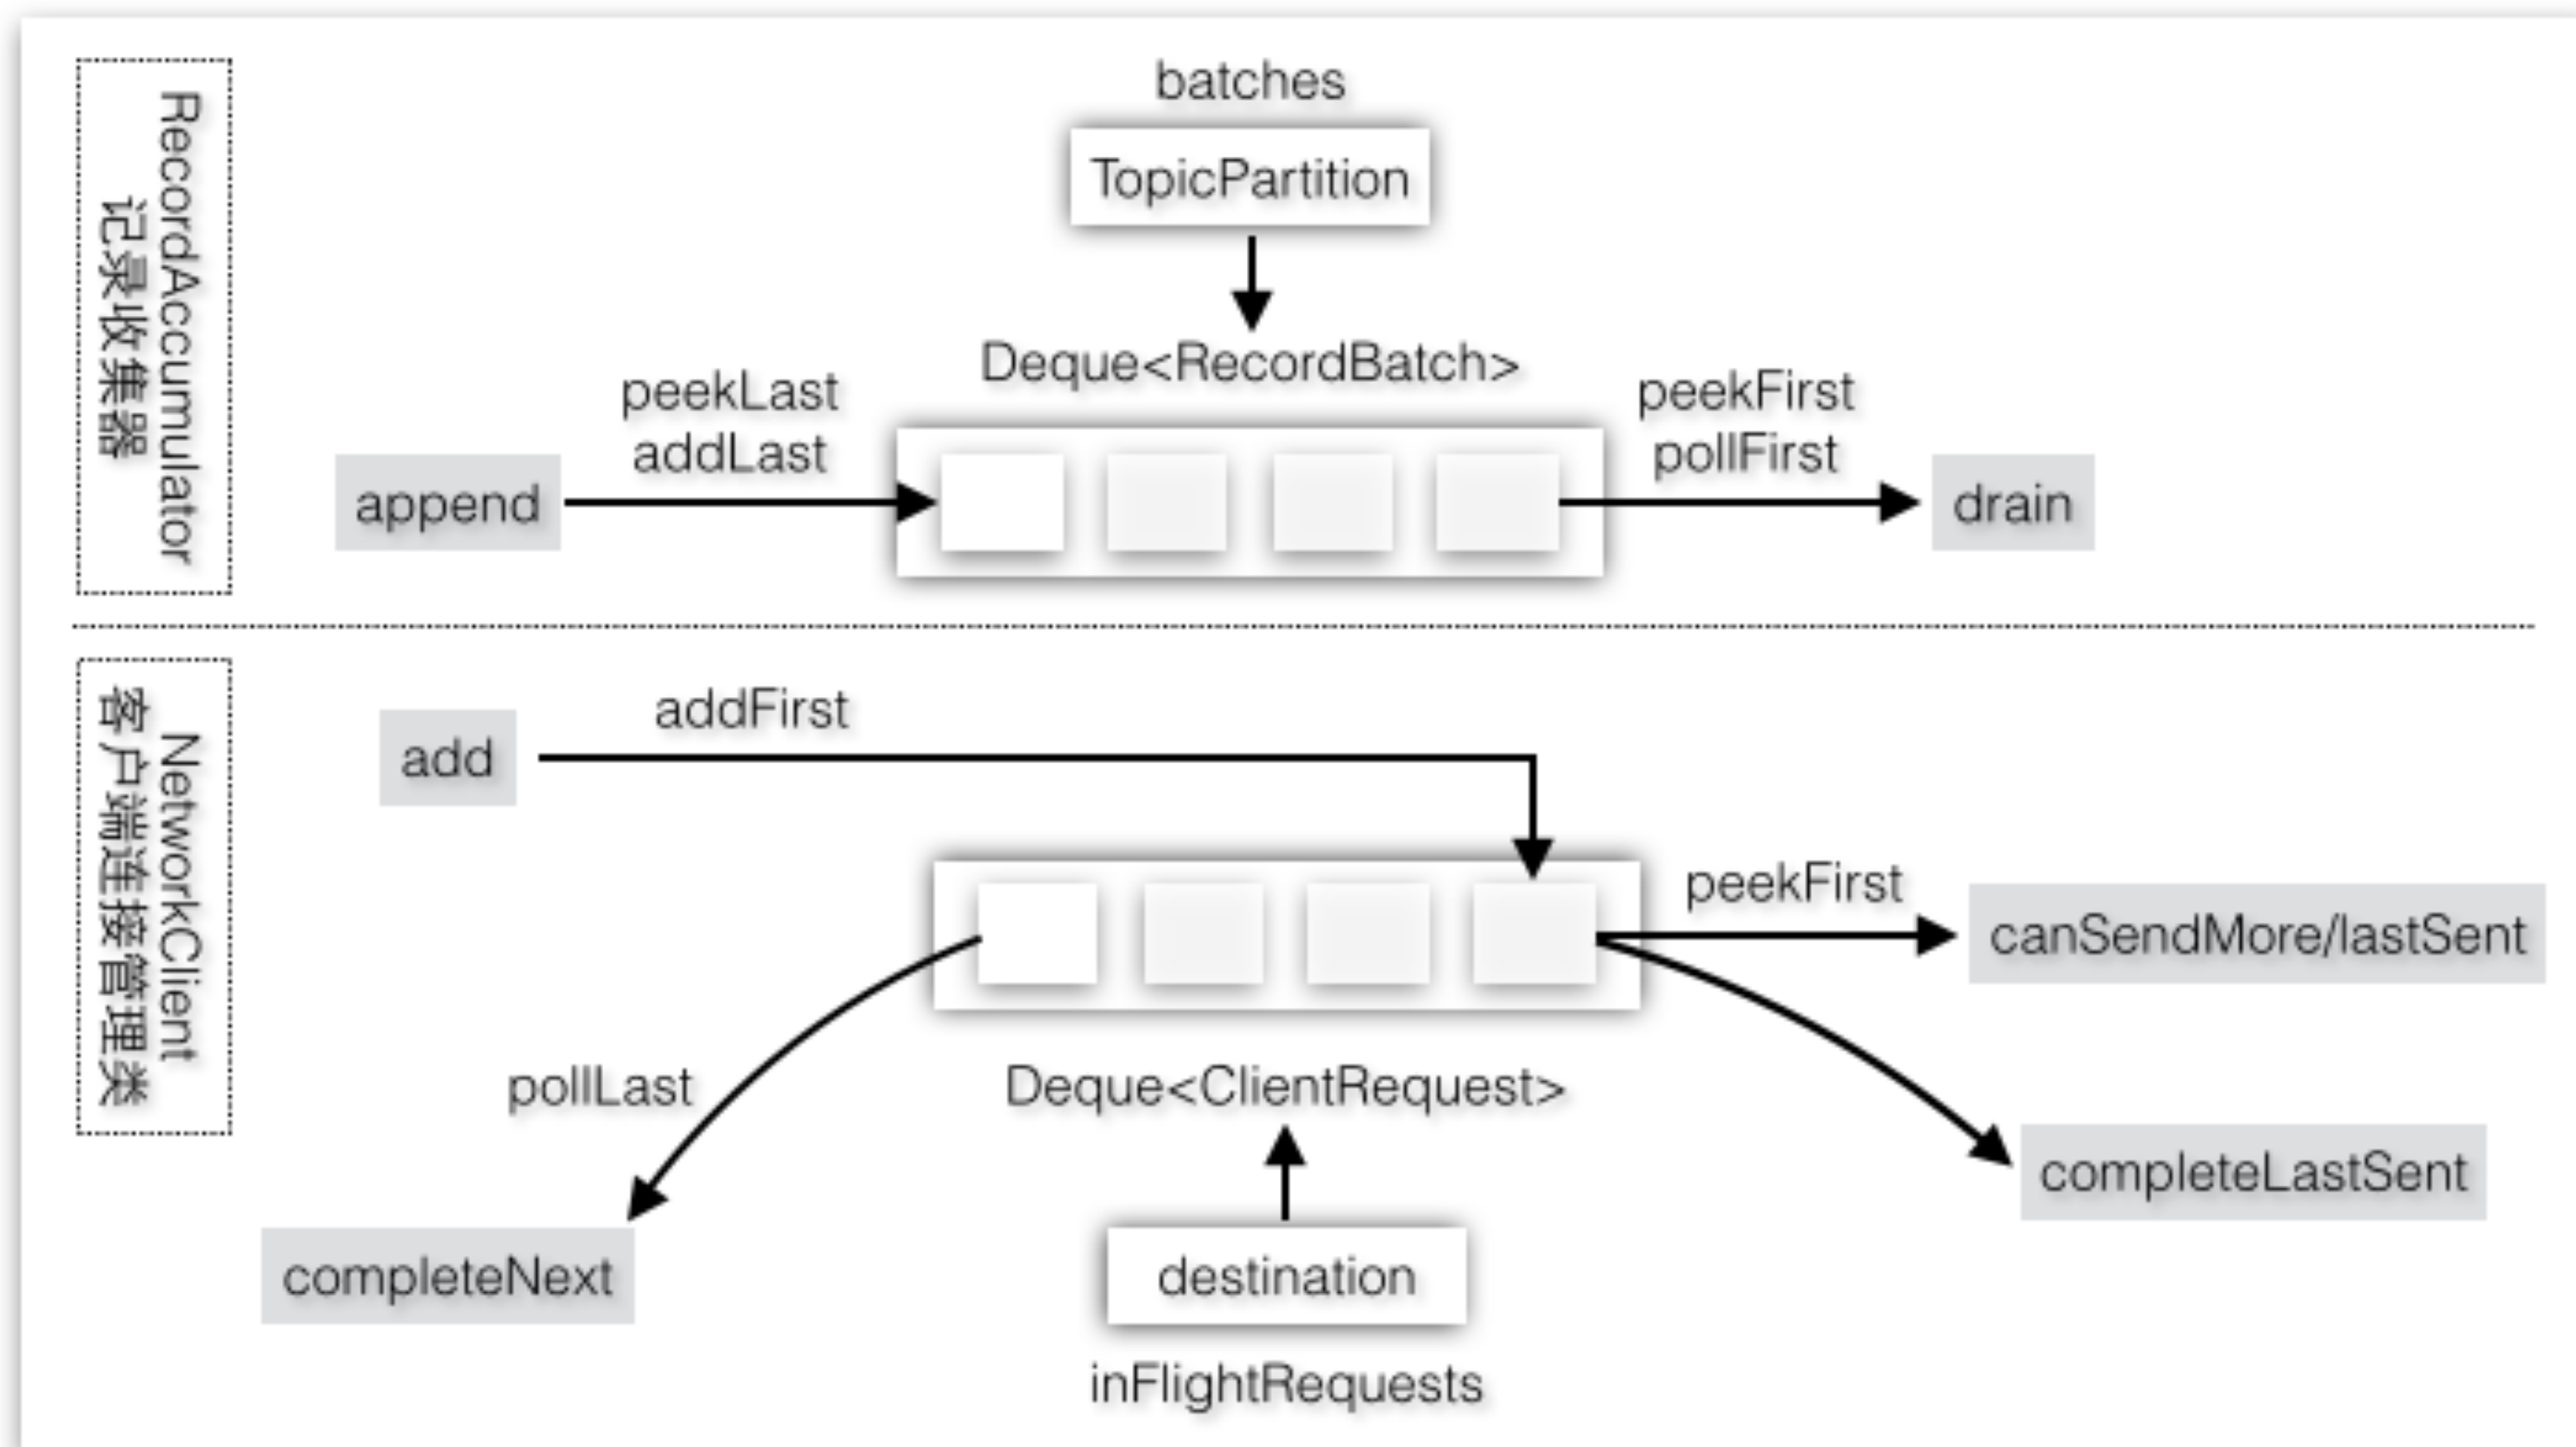 RecordAccumulator
记录收集器
batches
TopicPartition
Deque<RecordBatch>
peekLast
addLast
append
peekFirst
pollFirst
drain
NetworkClient
客户端连接管理类
add
addFirst
peekFirst
canSendMore/lastSent
pollLast
Deque<ClientRequest>
completeLastSent
completeNext
destination
inFlightRequests